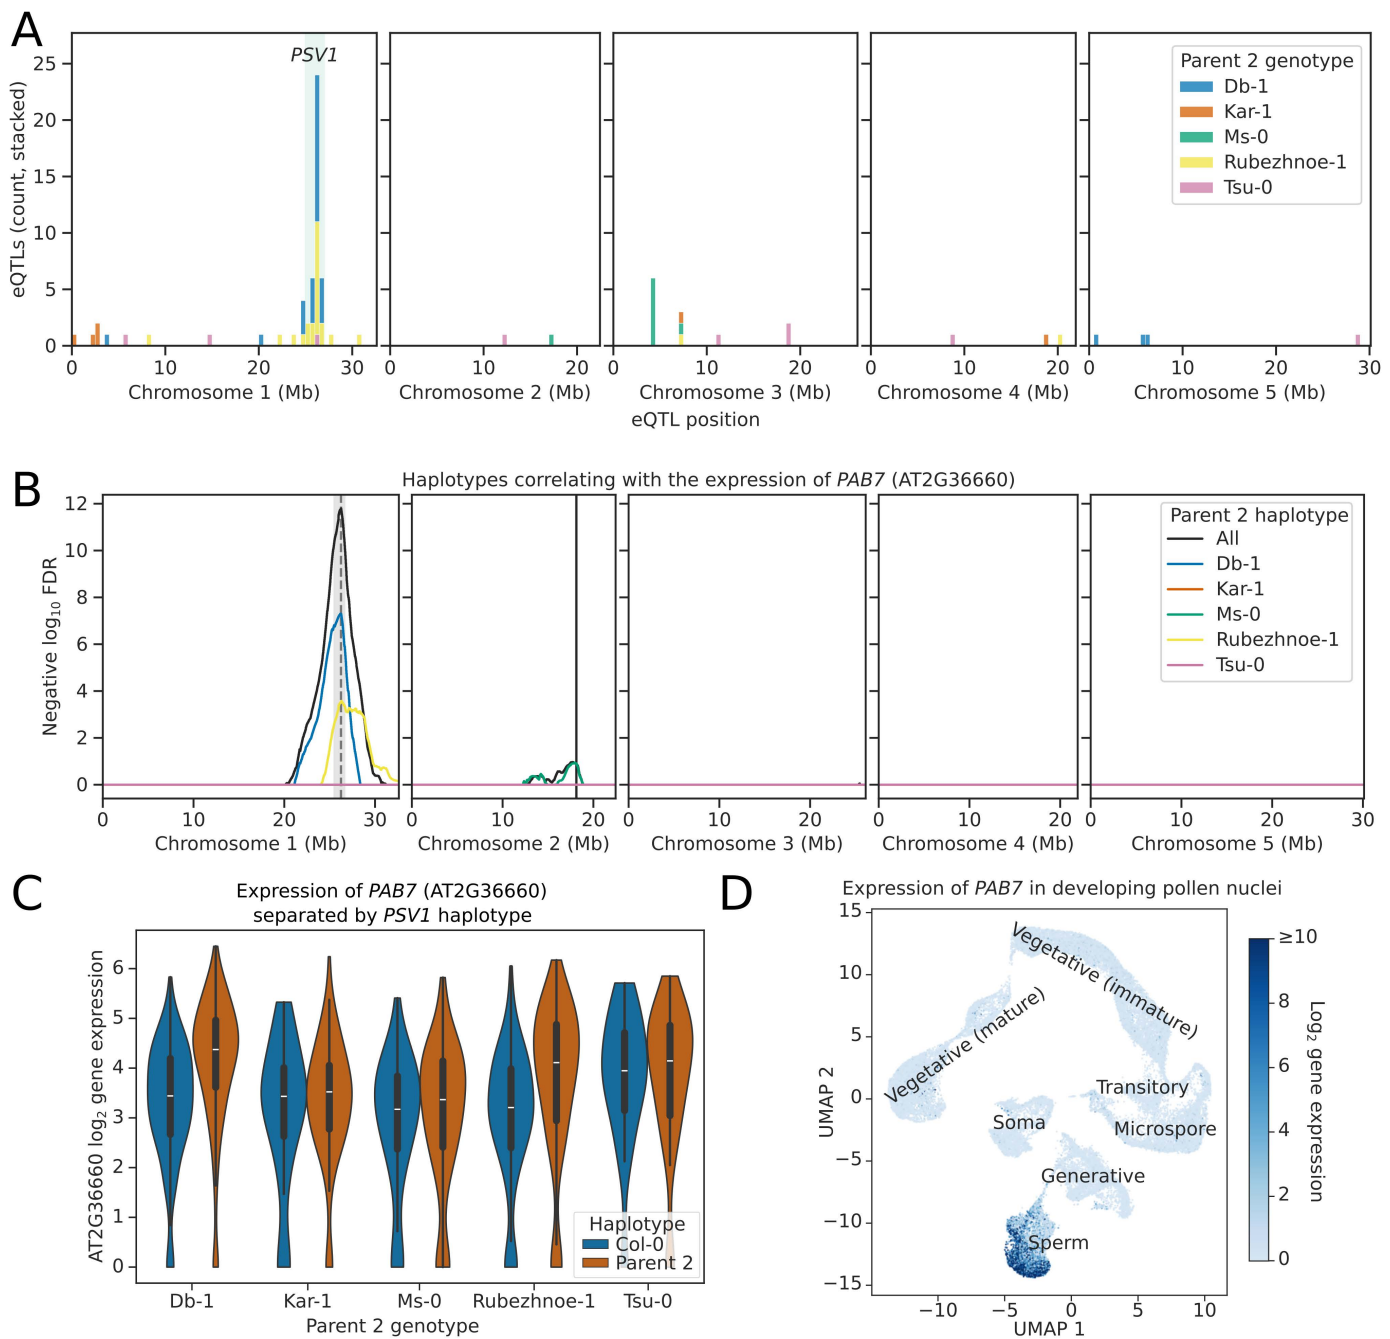 A
PSV1
eQTLs (count, stacked)
25
20
15
10
5
0
Parent 2 genotype
Db-1
Kar-1
Ms-0
Rubezhnoe-1
Tsu-0
0 10 20 30
0 10 20
0 10 20
0 10 20
0 10 20 30
Chromosome 1 (Mb)
Chromosome 2 (Mb)
Chromosome 3 (Mb)
Chromosome 4 (Mb)
Chromosome 5 (Mb)
eQTL position
B
Haplotypes correlating with the expression of PAB7 (AT2G36660)
Negative log10 FDR
12
10
8
6
4
2
0
Parent 2 haplotype
All
Db-1
Kar-1
Ms-0
Rubezhnoe-1
Tsu-0
0 10 20 30
0 10 20
0 10 20
0 10 20
0 10 20 30
Chromosome 1 (Mb)
Chromosome 2 (Mb)
Chromosome 3 (Mb)
Chromosome 4 (Mb)
Chromosome 5 (Mb)
C
Expression of PAB7 (AT2G36660)
separated by PSV1 haplotype
AT2G36660 log2 gene expression
6
5
4
3
2
1
0
Haplotype
Col-0
Parent 2
Db-1 Kar-1 Ms-0 Rubezhnoe-1 Tsu-0
Parent 2 genotype
D
Expression of PAB7 in developing pollen nuclei
UMAP 2
15
10
5
0
−5
−10
−15
Vegetative (immature)
Vegetative (mature)
Transitory
Soma
Microspore
Generative
Sperm
−10 −5 0 5 10
UMAP 1
≥10
8
6
4
2
0
Log2 gene expression